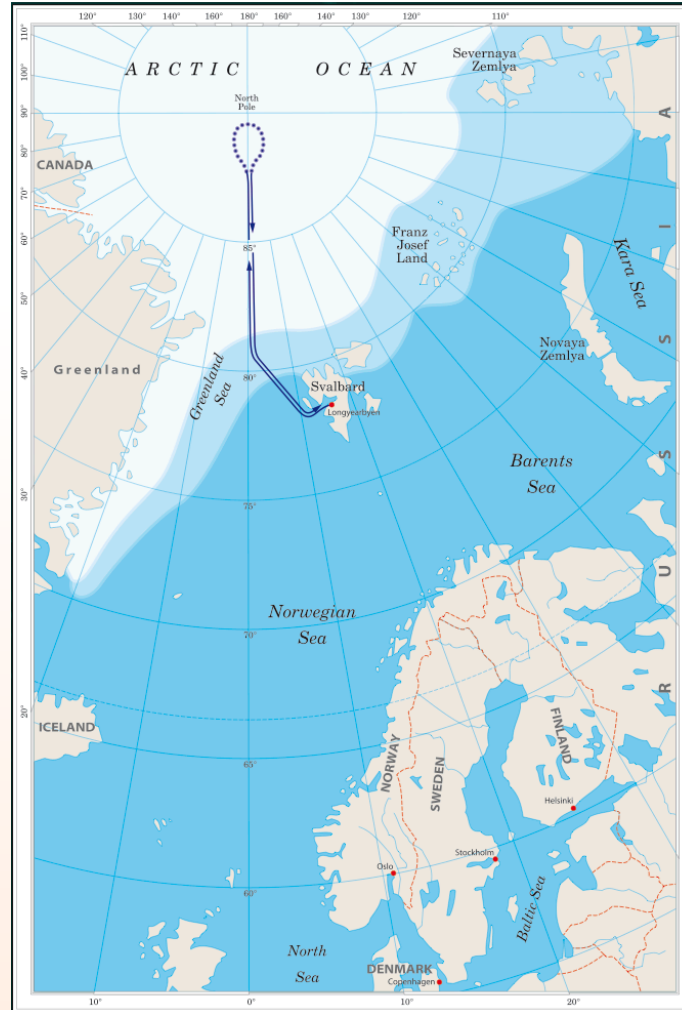 120° 130° 140° 160° 180° 160° 140° 130° 120° 110°
110°
100°
90°
80°
70°
60°
50°
40°
30°
20°
ARCTIC OCEAN
Severnaya
Zemlya
North
Pole
CANADA
85°
Franz
Josef
Land
Kara Sea
Novaya
Zemlya
Greenland
Greenland
Sea
80°
Svalbard
Longyearbyen
Barents
Sea
75°
Norwegian
Sea
70°
ICELAND
65°
NORWAY
SWEDEN
FINLAND
Helsinki
Stockholm
Oslo
60°
Baltic Sea
North
Sea
DENMARK
Copenhagen
RUSSIA
10° 0° 10° 20°